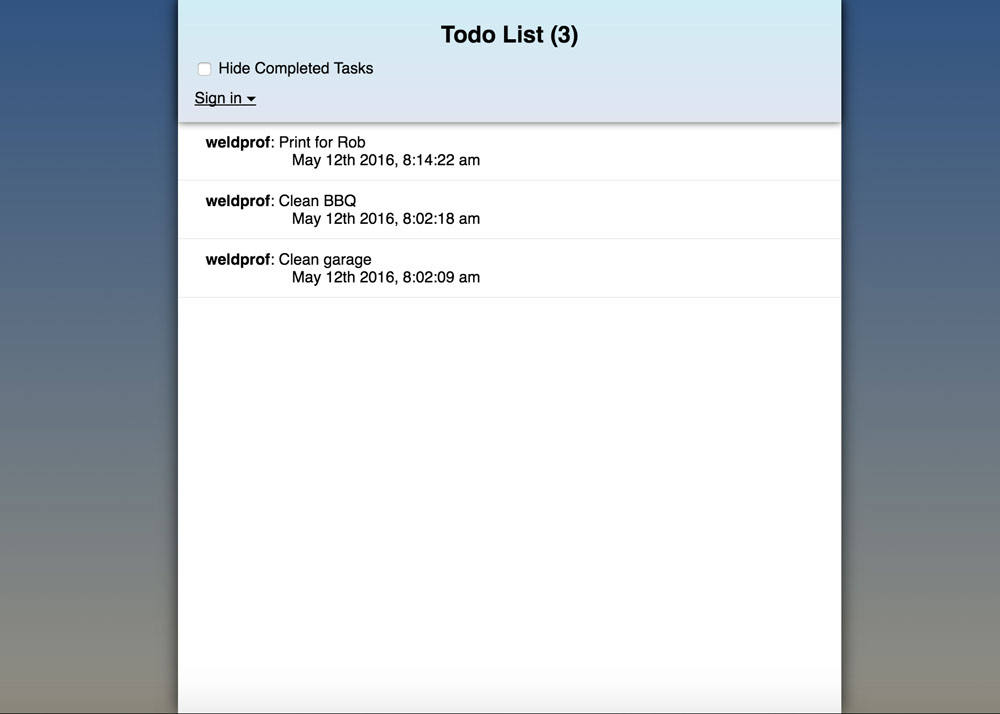 Todo List (3)
Hide Completed Tasks
Sign in
weldprof: Print for Rob
May 12th 2016, 8:14:22 am
weldprof: Clean BBQ
May 12th 2016, 8:02:18 am
weldprof: Clean garage
May 12th 2016, 8:02:09 am